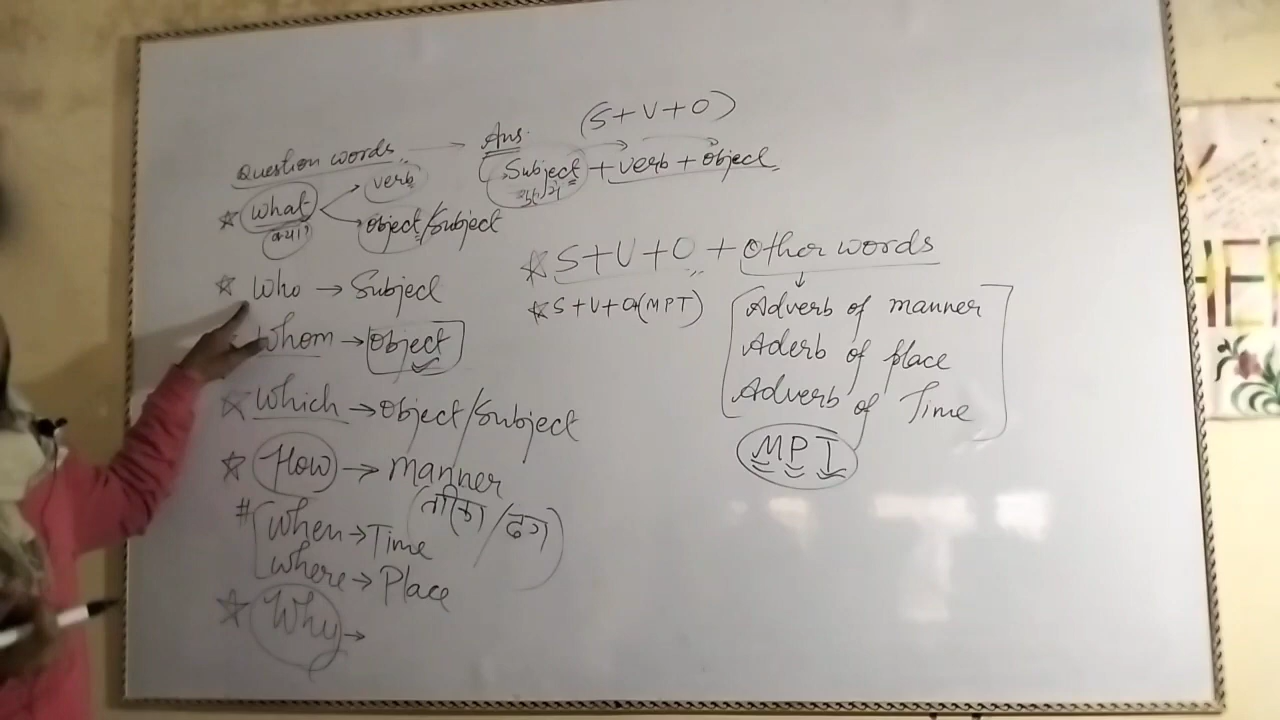 Question words → Ans.
(S+V+O)
Subject + verb + object
☆ What → verb
क्या?
→ object/Subject
☆ Who → Subject
Whom → object
☆ Which → object/Subject
☆ How → manner
(तरीका/ढंग)
# When → Time
where → Place
☆ Why →
☆ S+V+O + Other words
☆ S+V+O+(MPT)
Adverb of manner
Aderb of place
Adverb of Time
MPT